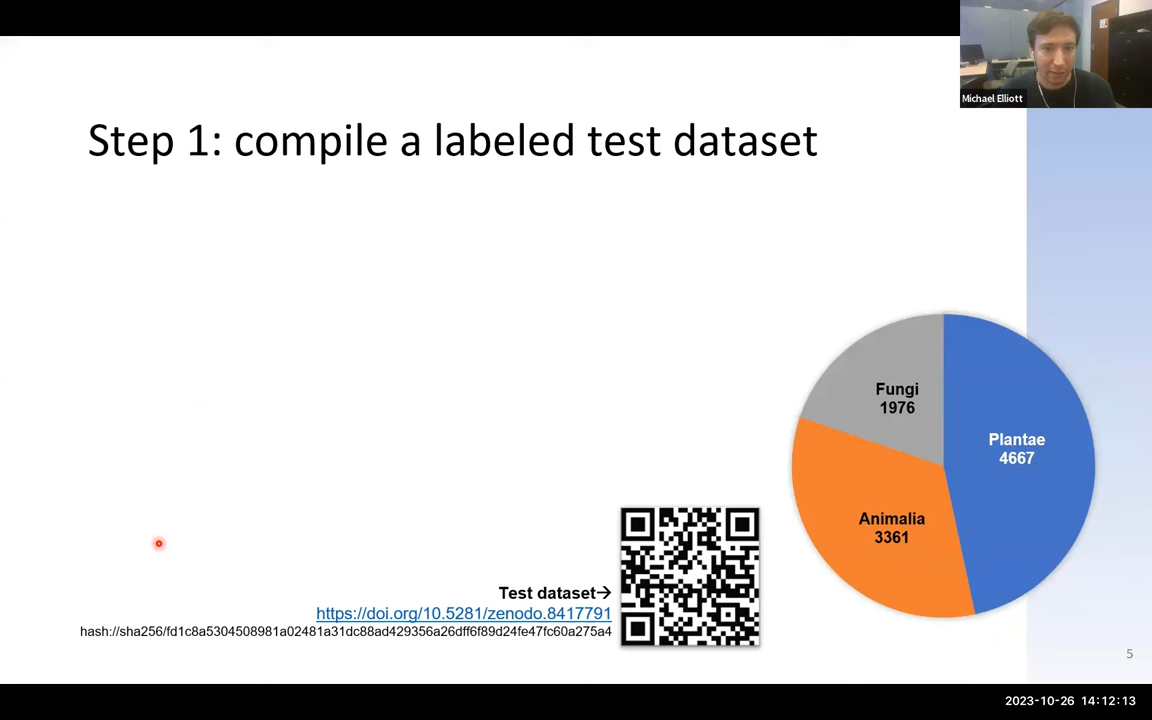 Michael Elliott
Step 1: compile a labeled test dataset
Fungi
1976
Plantae
4667
Animalia
3361
Test dataset→
https://doi.org/10.5281/zenodo.8417791
hash://sha256/fd1c8a5304508981a02481a31dc88ad429356a26dff6f89d24fe47fc60a275a4
5
2023-10-26 14:12:13